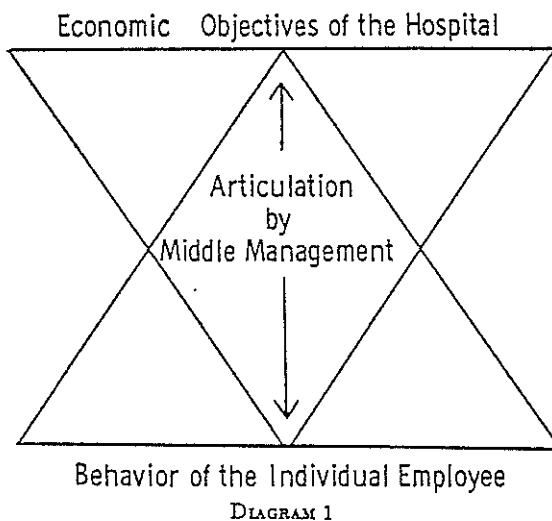 Economic Objectives of the Hospital
Articulation
by
Middle Management
Behavior of the Individual Employee
DIAGRAM 1